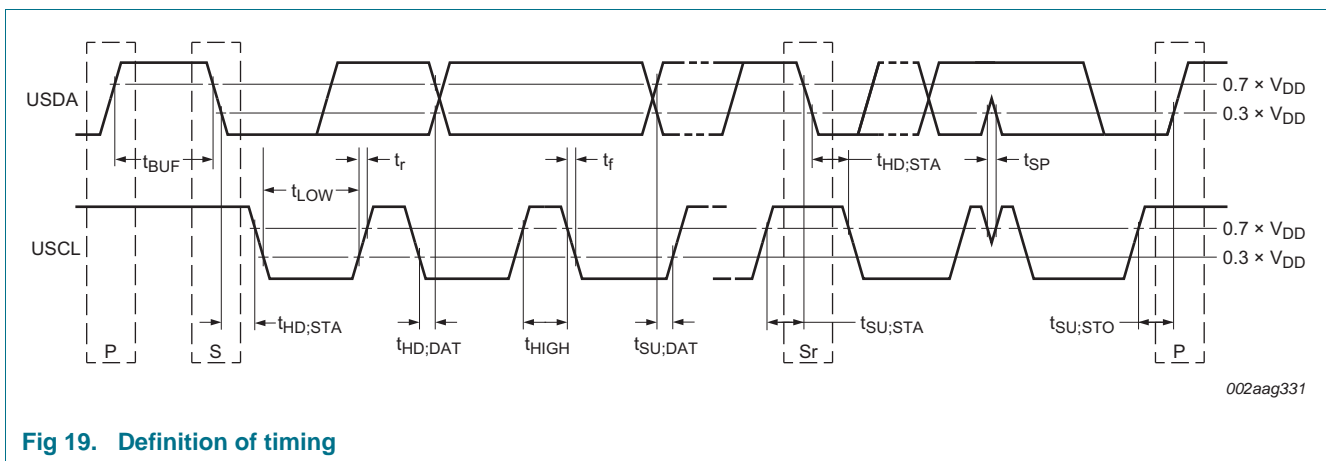 USDA
0.7 × VDD
0.3 × VDD
tBUF
tLOW
tr
tf
tHD;STA
tSP
USCL
0.7 × VDD
0.3 × VDD
tHD;STA
tHD;DAT
tHIGH
tSU;DAT
tSU;STA
tSU;STO
P
S
Sr
P
002aag331
Fig 19. Definition of timing